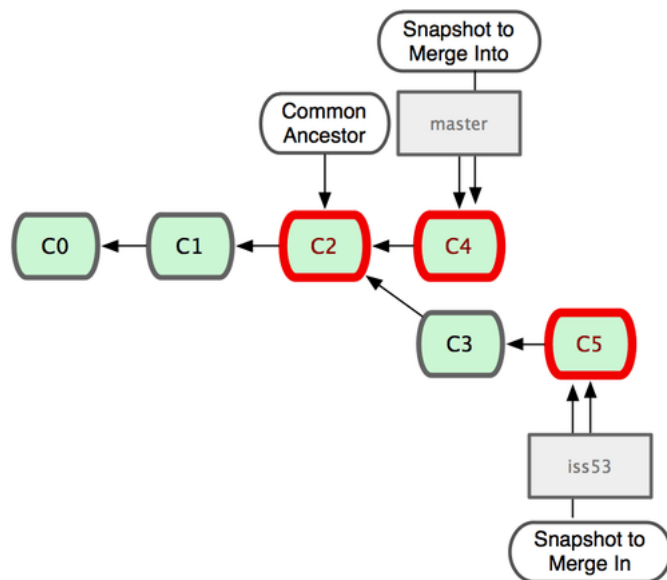 Snapshot to
Merge Into
Common
Ancestor
master
C0
C1
C2
C4
C3
C5
iss53
Snapshot to
Merge In